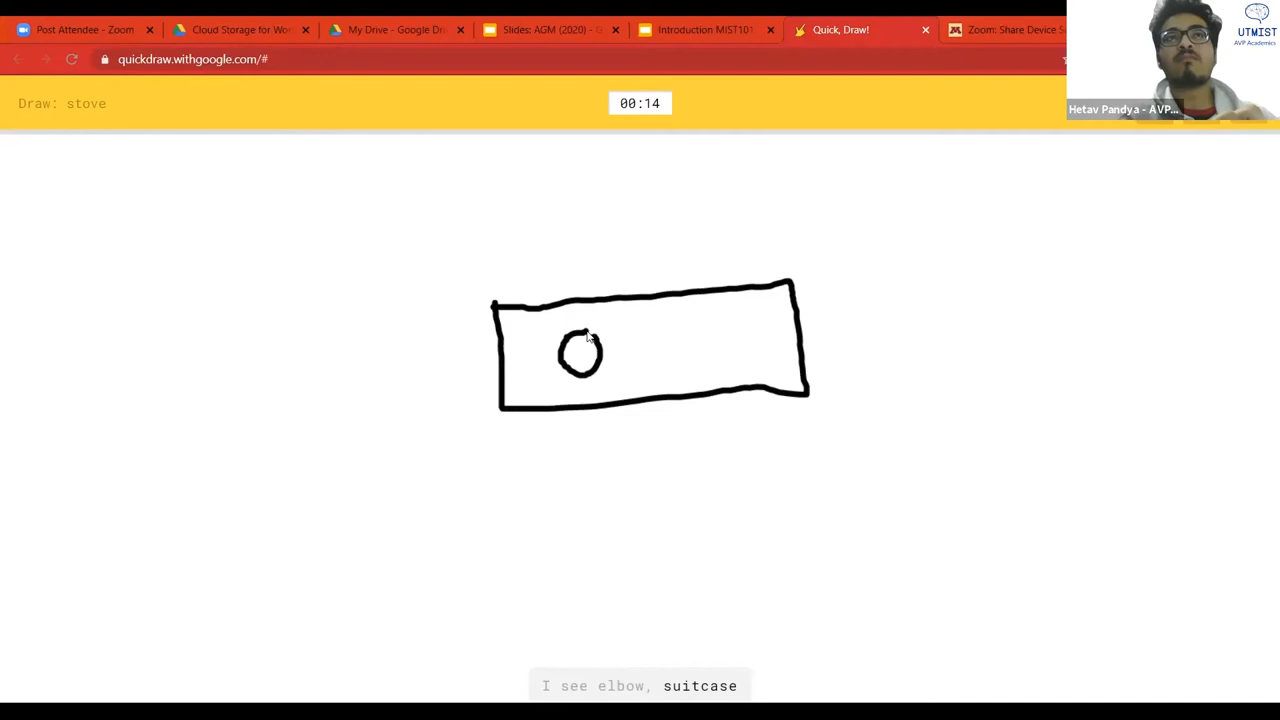 Post Attendee - Zoom
Cloud Storage for Wo
My Drive - Google Dri
Slides: AGM (2020) - G
Introduction MIST101
Quick, Draw!
Zoom: Share Device S
UTMIST
AVP Academics
quickdraw.withgoogle.com/#
Hetav Pandya - AVP...
Draw: stove
00:14
I see elbow, suitcase